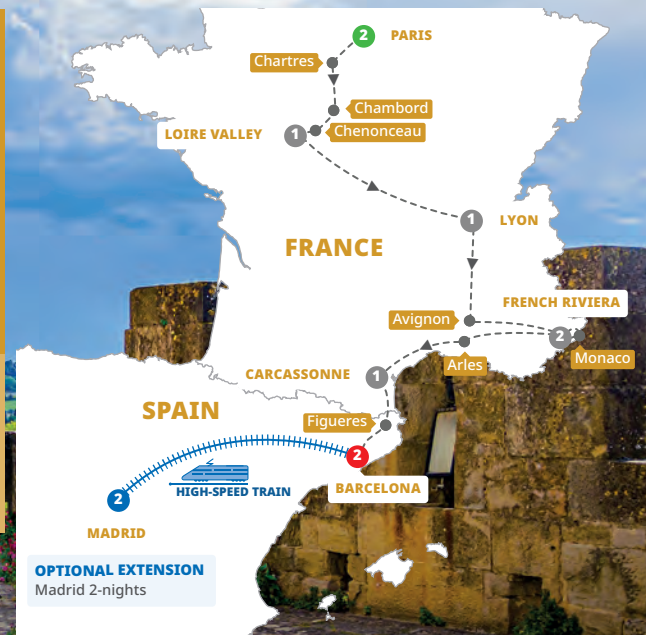 2 PARIS
Chartres
Chambord
LOIRE VALLEY 1 Chenonceau
1 LYON
FRANCE
FRENCH RIVIERA
Avignon
2
Monaco
Arles
CARCASSONNE 1
SPAIN
Figueres
2
HIGH-SPEED TRAIN
BARCELONA
2
MADRID
OPTIONAL EXTENSION
Madrid 2-nights